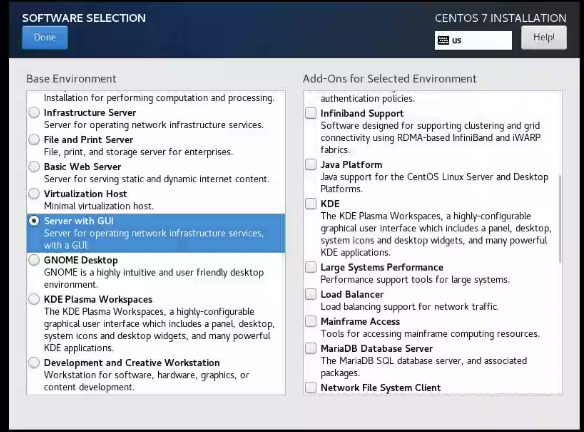 SOFTWARE SELECTION
CENTOS 7 INSTALLATION
Done
us
Help!
Base Environment
Installation for performing computation and processing.
Infrastructure Server
Server for operating network infrastructure services.
File and Print Server
File, print, and storage server for enterprises.
Basic Web Server
Server for serving static and dynamic internet content.
Virtualization Host
Minimal virtualization host.
Server with GUI
Server for operating network infrastructure services,
with a GUI.
GNOME Desktop
GNOME is a highly intuitive and user friendly desktop
environment.
KDE Plasma Workspaces
The KDE Plasma Workspaces, a highly-configurable
graphical user interface which includes a panel, desktop,
system icons and desktop widgets, and many powerful
KDE applications.
Development and Creative Workstation
Workstation for software, hardware, graphics, or
content development.
Add-Ons for Selected Environment
authentication policies.
Infiniband Support
Software designed for supporting clustering and grid
connectivity using RDMA-based InfiniBand and iWARP
fabrics.
Java Platform
Java support for the CentOS Linux Server and Desktop
Platforms.
KDE
The KDE Plasma Workspaces, a highly-configurable
graphical user interface which includes a panel, desktop,
system icons and desktop widgets, and many powerful
KDE applications.
Large Systems Performance
Performance support tools for large systems.
Load Balancer
Load balancing support for network traffic.
Mainframe Access
Tools for accessing mainframe computing resources.
MariaDB Database Server
The MariaDB SQL database server, and associated
packages.
Network File System Client